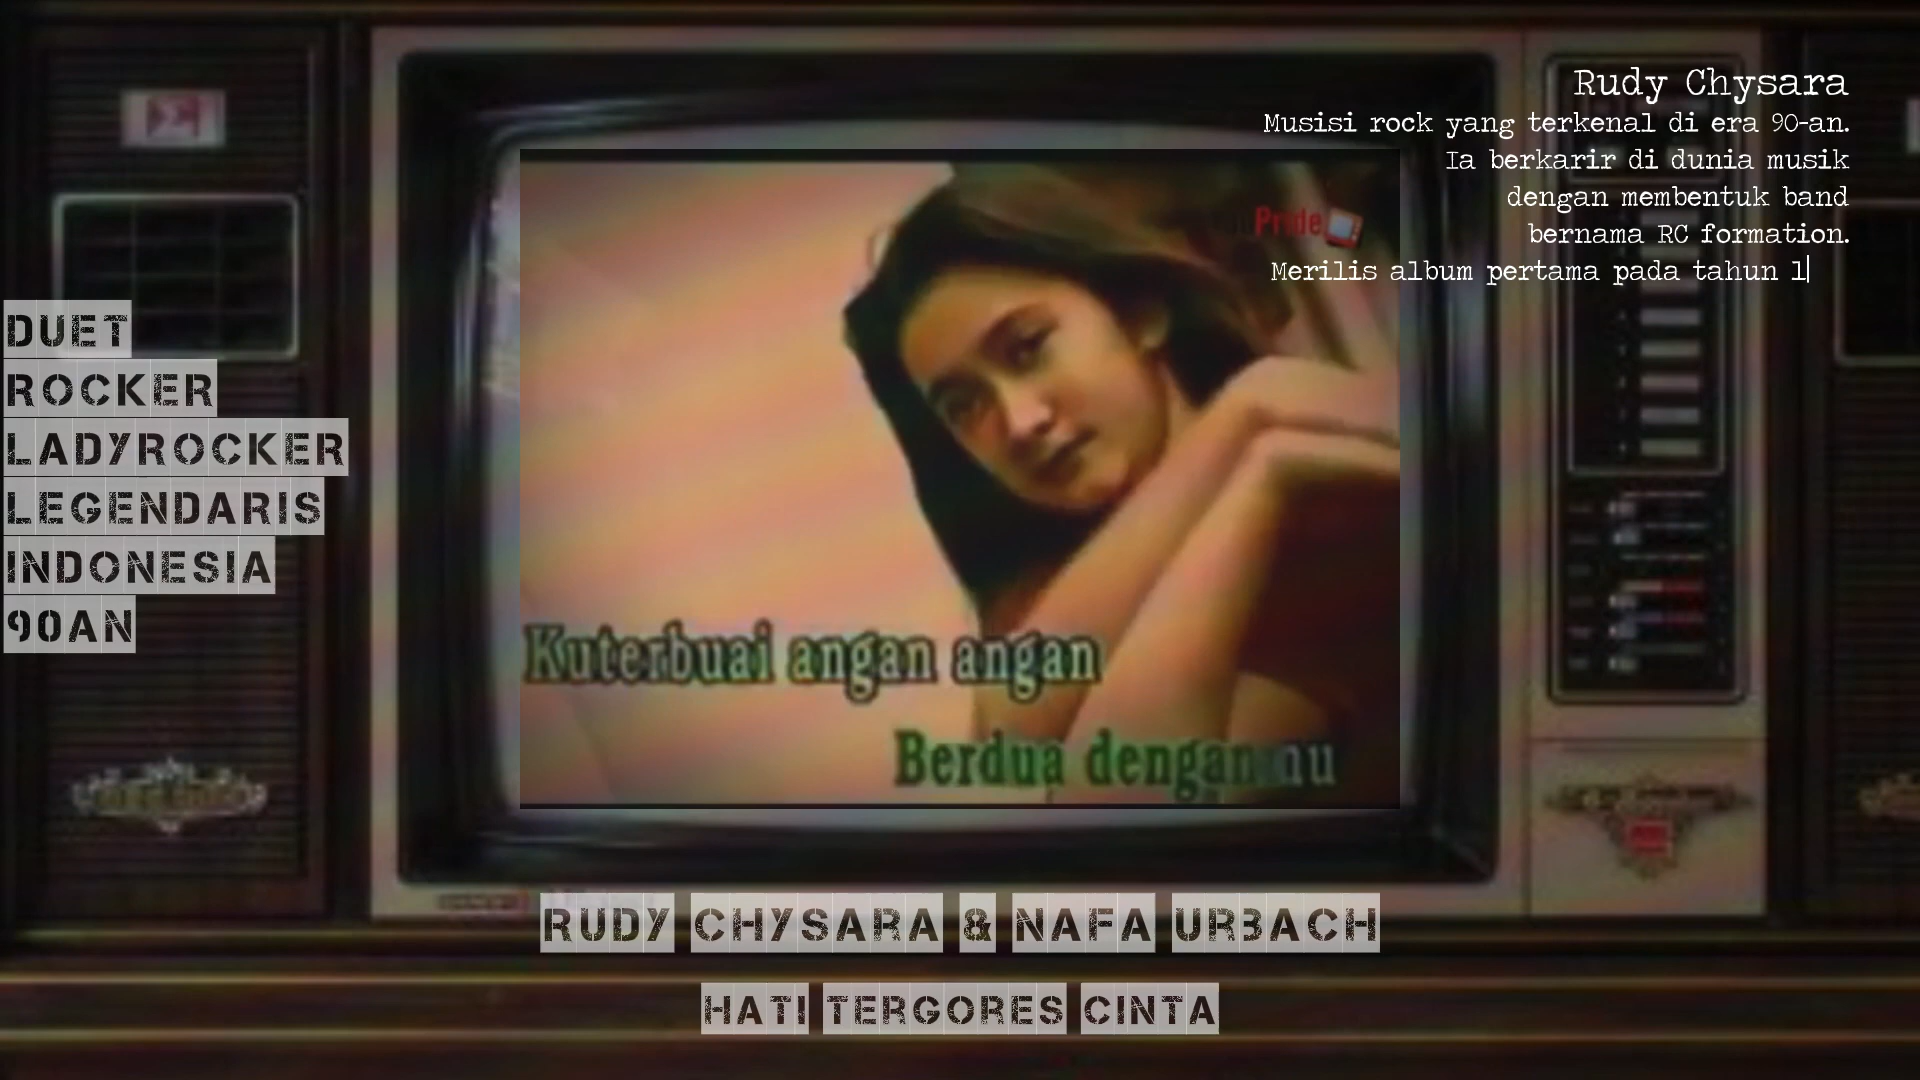 Rudy Chysara
Musisi rock yang terkenal di era 90-an.
Ia berkarir di dunia musik
dengan membentuk band
bernama RC formation.
Merilis album pertama pada tahun 1
Pride
DUET
ROCKER
LADYROCKER
LEGENDARIS
INDONESIA
90AN
Kuterbuai angan angan
Berdua denganmu
RUDY CHYSARA & NAFA URBACH
HATI TERGORES CINTA